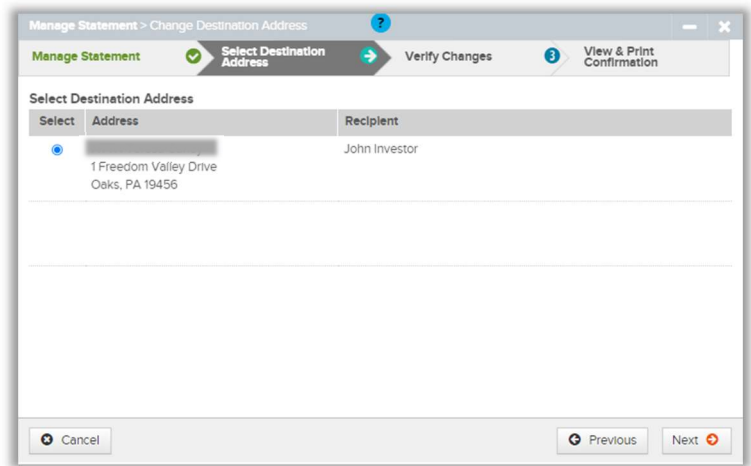 Manage Statement > Change Destination Address ?
Manage Statement
Select Destination
Address
Verify Changes
3
View & Print
Confirmation
Select Destination Address
Select Address Recipient
John Investor
1 Freedom Valley Drive
Oaks, PA 19456
Cancel Previous Next